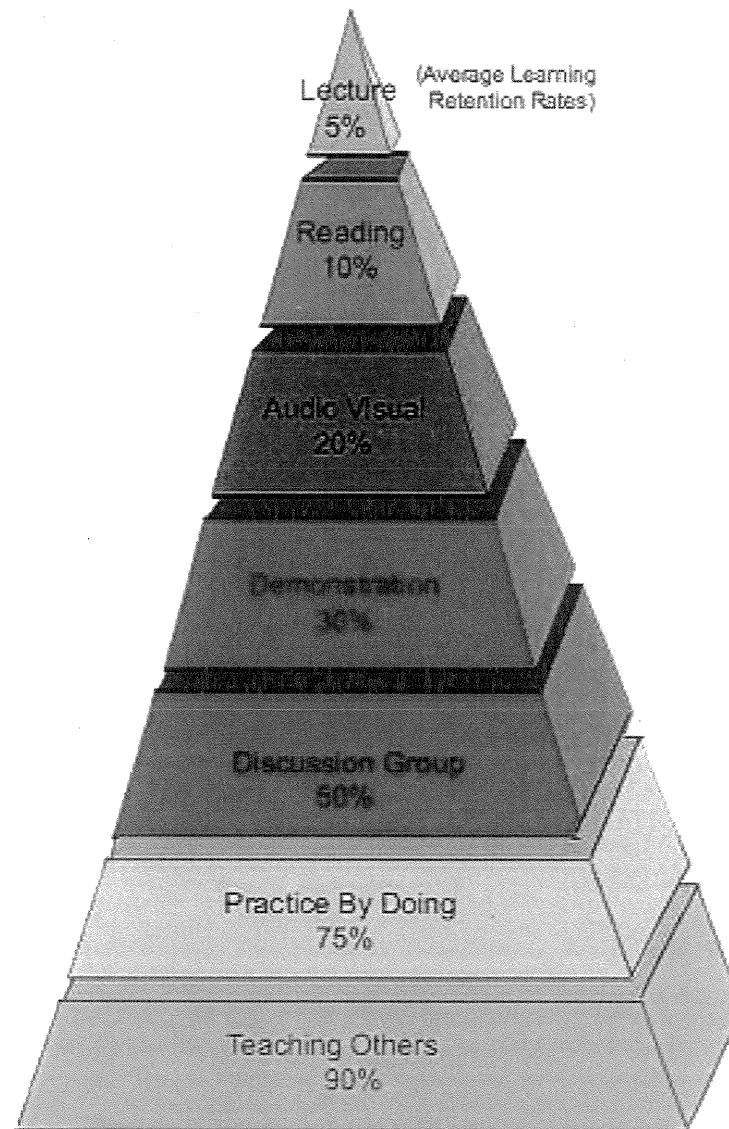 Lecture
5%
(Average Learning
Retention Rates)
Reading
10%
Audio Visual
20%
Demonstration
30%
Discussion Group
50%
Practice By Doing
75%
Teaching Others
90%